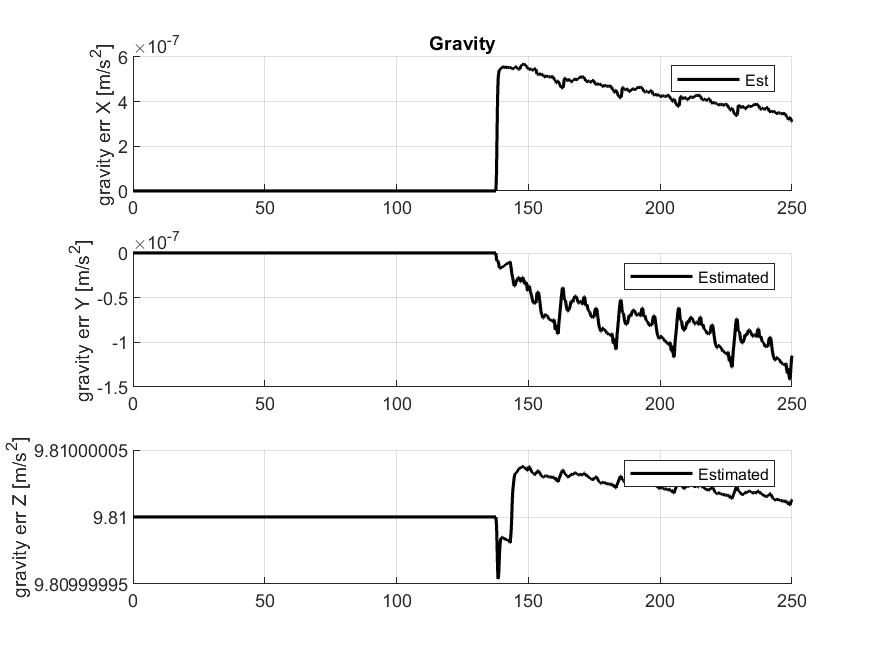 Gravity
×10-7
gravity err X [m/s2]
6
4
2
0
Est
0 50 100 150 200 250
×10-7
gravity err Y [m/s2]
0
-0.5
-1
-1.5
Estimated
0 50 100 150 200 250
gravity err Z [m/s2]
9.81000005
9.81
9.80999995
Estimated
0 50 100 150 200 250